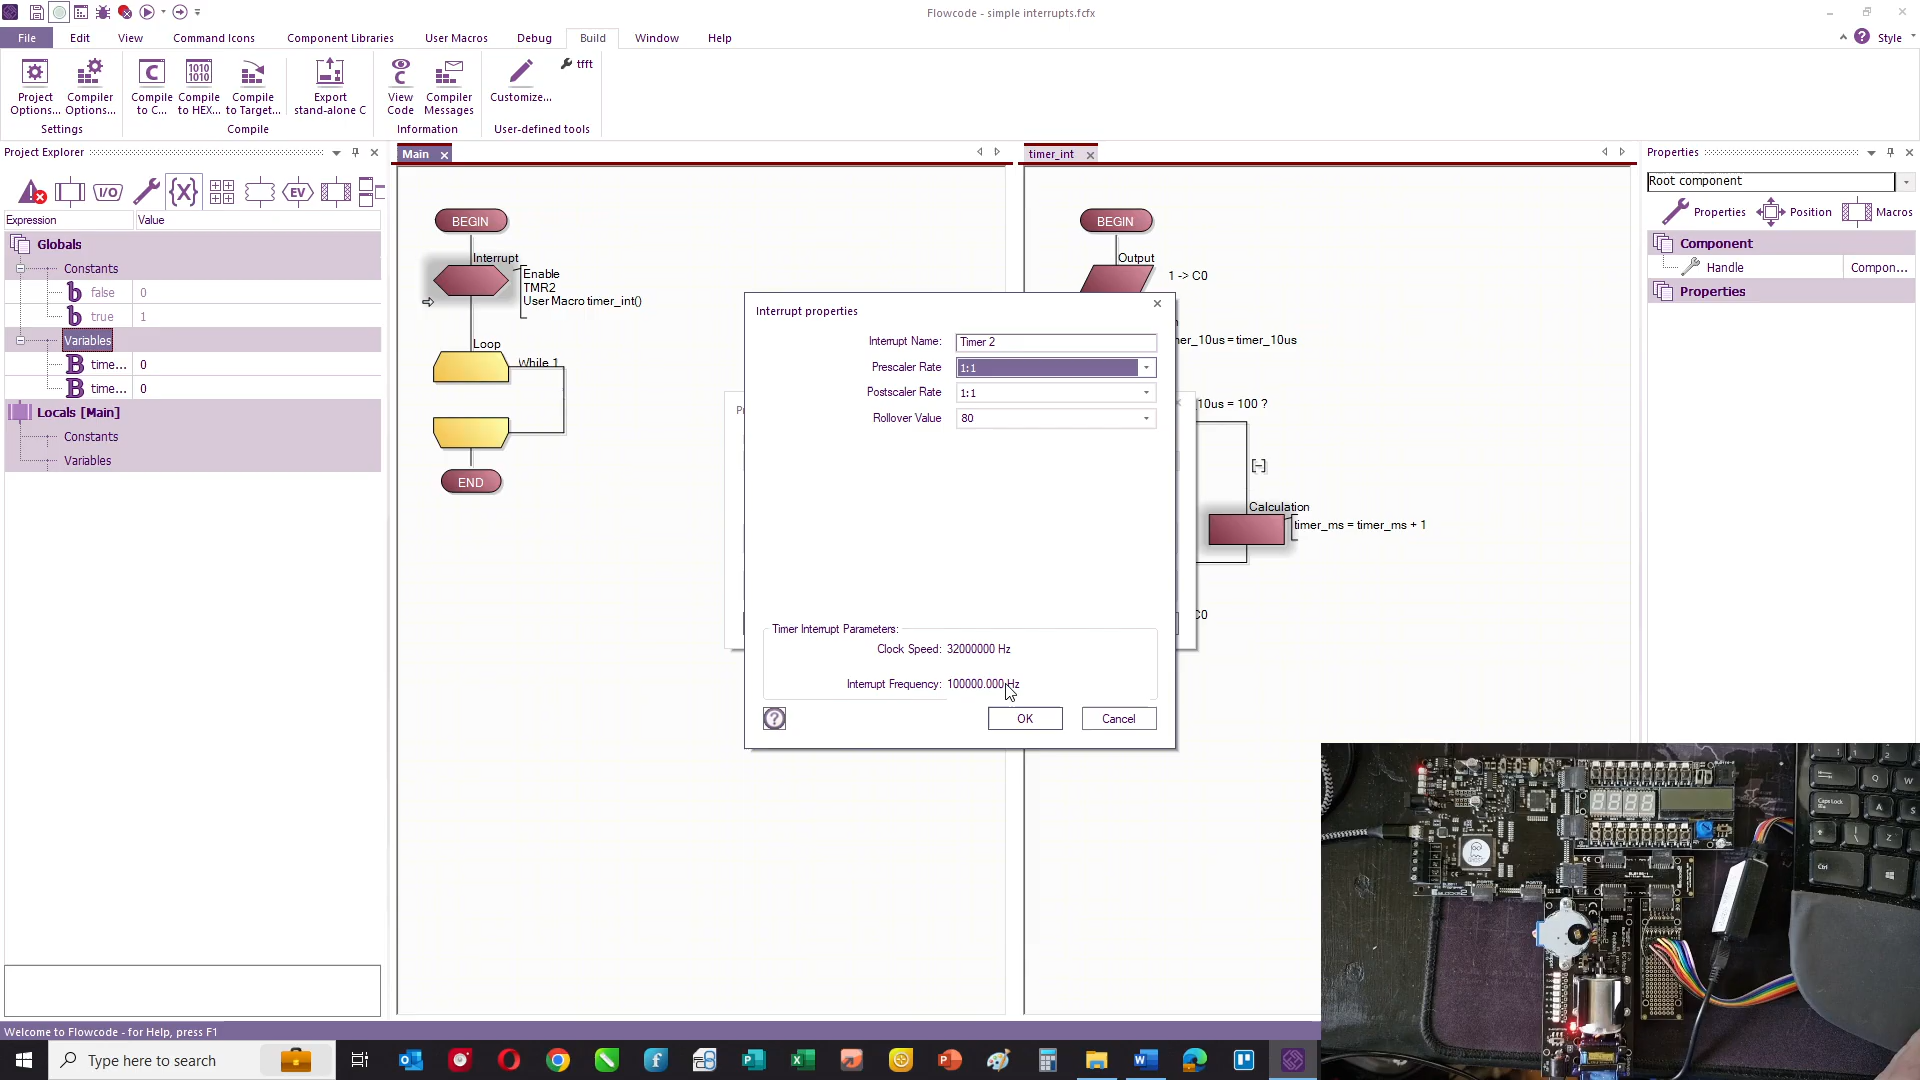 Flowcode - simple interrupts.fcfx
File Edit View Command Icons Component Libraries User Macros Debug Build Window Help
Style
Project Options...
Compiler Options...
Settings
Compile to C...
Compile to HEX...
Compile to Target...
Export stand-alone C
Compile
View Code
Compiler Messages
Information
Customize...
tfft
User-defined tools
Project Explorer
Main
timer_int
Properties
I/O
{X}
EV
Root component
Properties Position Macros
Expression Value
Globals
Constants
false 0
true 1
Variables
time... 0
time... 0
Locals [Main]
Constants
Variables
Component
Handle Compon...
Properties
BEGIN
Interrupt
Enable
TMR2
User Macro timer_int()
Loop
While 1
END
BEGIN
Output
1 -> C0
er_10us = timer_10us
10us = 100 ?
[-]
Calculation
timer_ms = timer_ms + 1
C0
Interrupt properties
Interrupt Name: Timer 2
Prescaler Rate 1:1
Postscaler Rate 1:1
Rollover Value 80
Timer Interrupt Parameters:
Clock Speed: 32000000 Hz
Interrupt Frequency: 100000.000 Hz
OK Cancel
Welcome to Flowcode - for Help, press F1
Type here to search
Caps Lock
Ctrl
Q
W
A
S
Z